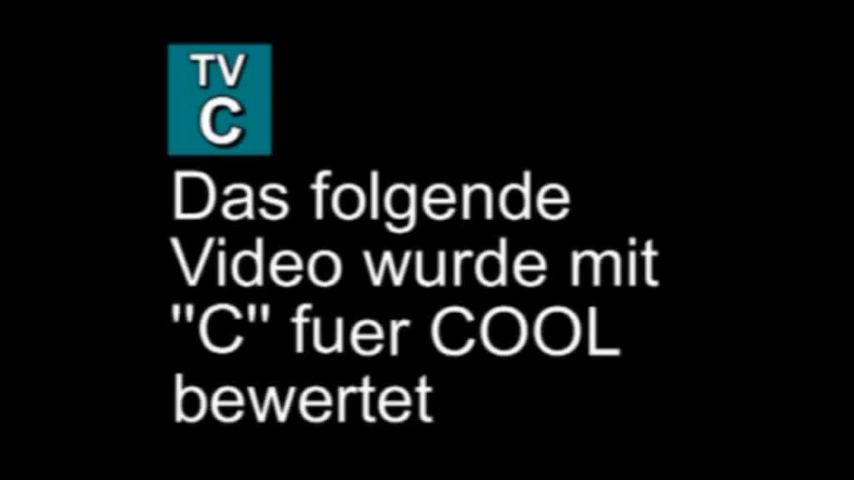 TV
C
Das folgende
Video wurde mit
"C" fuer COOL
bewertet